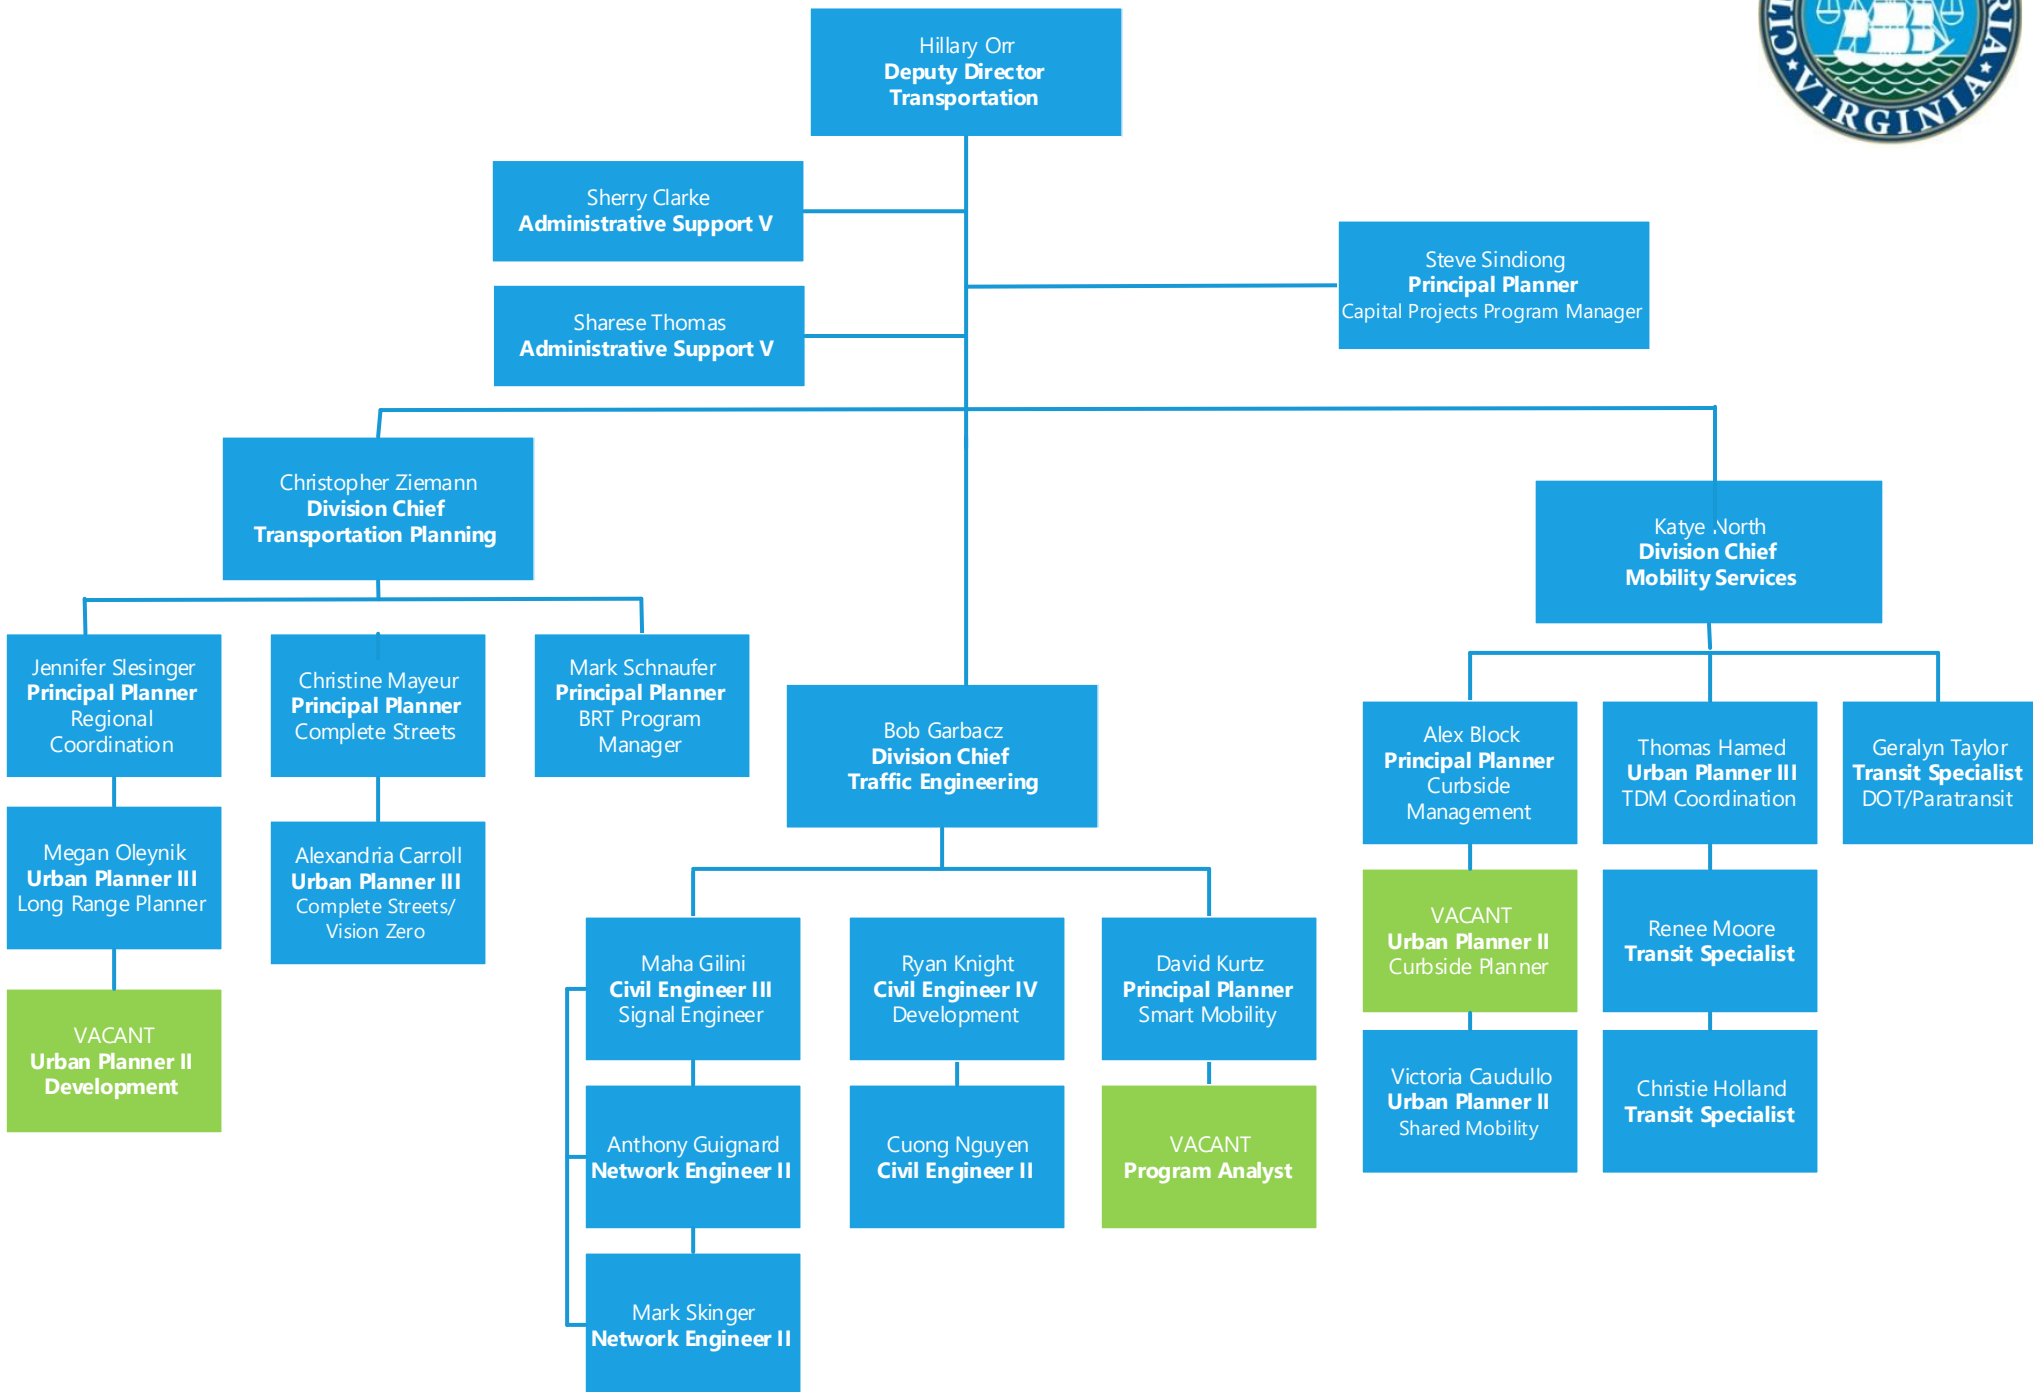 Hillary Orr
Deputy Director
Transportation
VIRGINIA
Sherry Clarke
Administrative Support V
Steve Sindiong
Principal Planner
Capital Projects Program Manager
Sharese Thomas
Administrative Support V
Christopher Ziemann
Division Chief
Transportation Planning
Katye North
Division Chief
Mobility Services
Jennifer Slesinger
Principal Planner
Regional
Coordination
Christine Mayeur
Principal Planner
Complete Streets
Mark Schnaufer
Principal Planner
BRT Program
Manager
Bob Garbacz
Division Chief
Traffic Engineering
Alex Block
Principal Planner
Curbside
Management
Thomas Hamed
Urban Planner III
TDM Coordination
Geralyn Taylor
Transit Specialist
DOT/Paratransit
Megan Oleynik
Urban Planner III
Long Range Planner
Alexandria Carroll
Urban Planner III
Complete Streets/
Vision Zero
VACANT
Urban Planner II
Curbside Planner
Renee Moore
Transit Specialist
Maha Gilini
Civil Engineer III
Signal Engineer
Ryan Knight
Civil Engineer IV
Development
David Kurtz
Principal Planner
Smart Mobility
VACANT
Urban Planner II
Development
Victoria Caudullo
Urban Planner II
Shared Mobility
Christie Holland
Transit Specialist
Anthony Guignard
Network Engineer II
Cuong Nguyen
Civil Engineer II
VACANT
Program Analyst
Mark Skinger
Network Engineer II